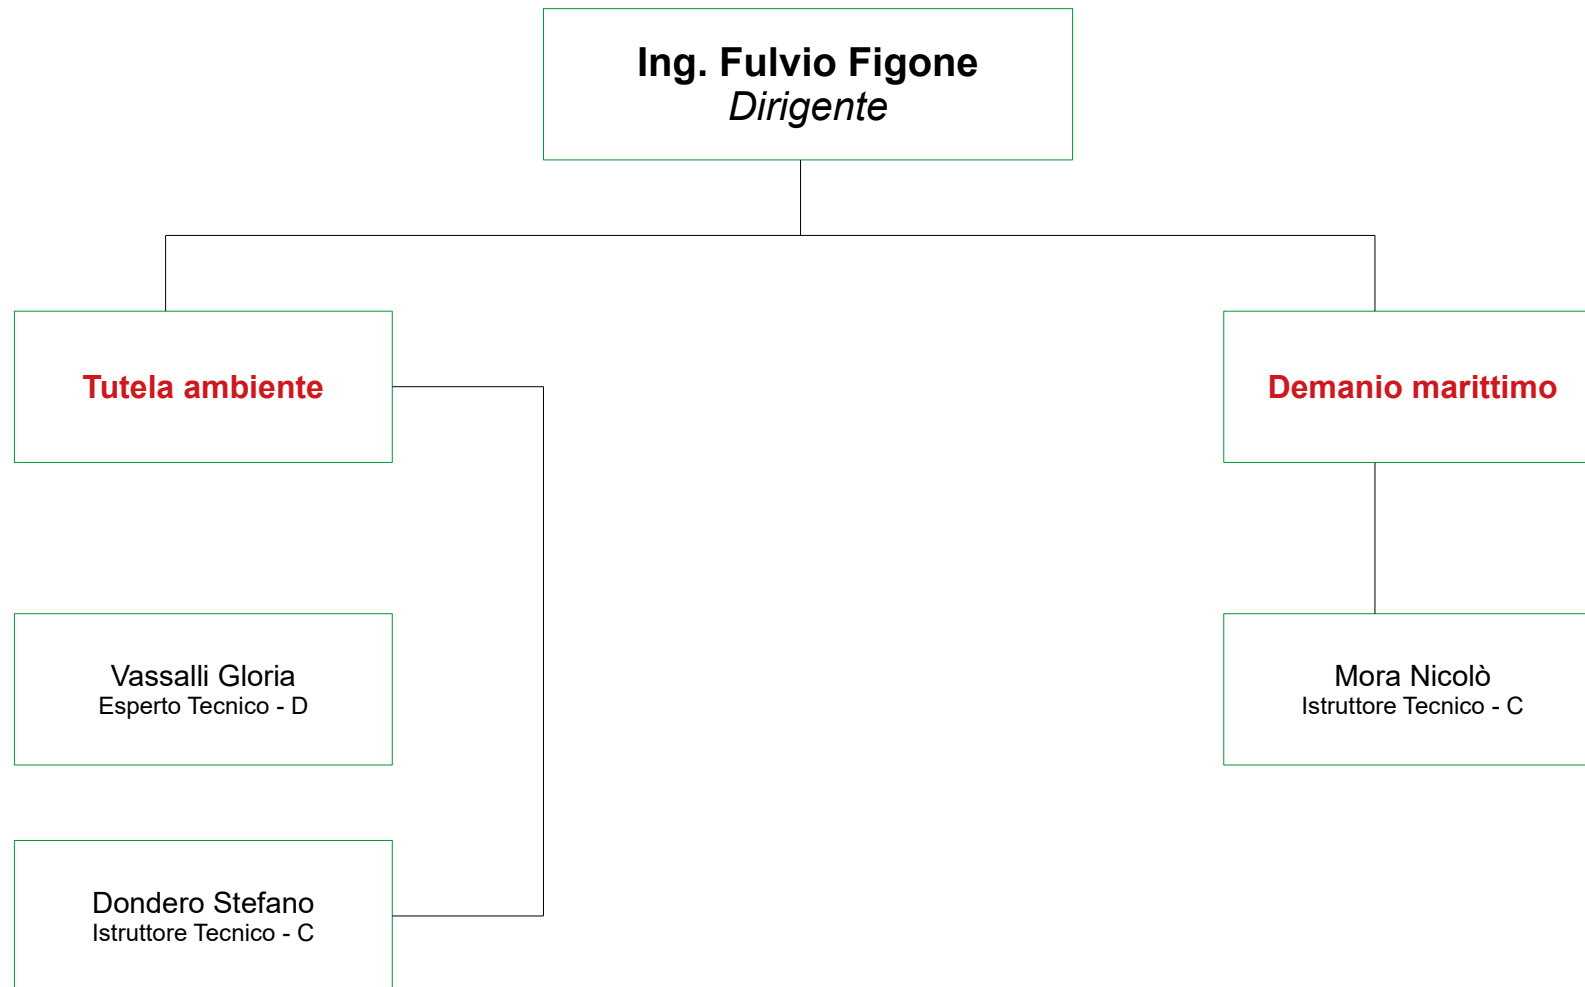 Ing. Fulvio Figone
Dirigente
Tutela ambiente
Demanio marittimo
Vassalli Gloria
Esperto Tecnico - D
Mora Nicolò
Istruttore Tecnico - C
Dondero Stefano
Istruttore Tecnico - C